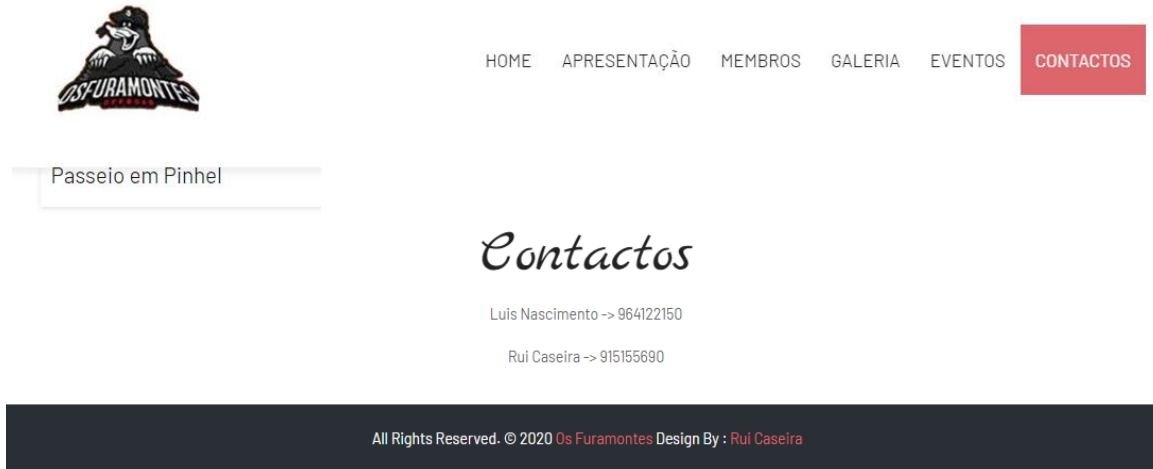 OSFURAMONTES
OFFROAD
HOME APRESENTAÇÃO MEMBROS GALERIA EVENTOS CONTACTOS
Passeio em Pinhel
Contactos
Luis Nascimento -> 964122150
Rui Caseira -> 915155690
All Rights Reserved. © 2020 Os Furamontes Design By : Rui Caseira